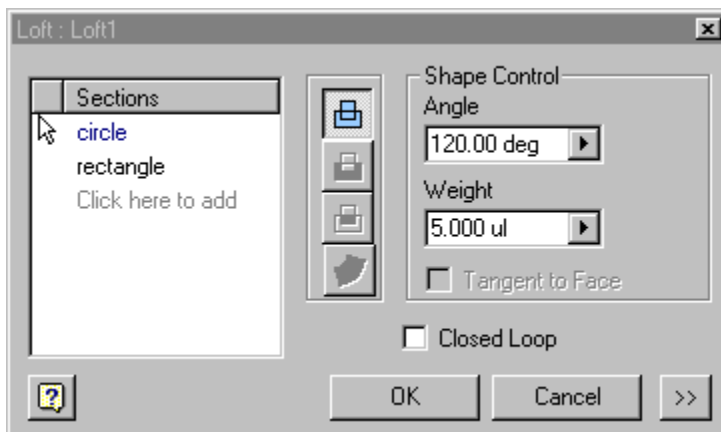 Loft : Loft1
Sections
circle
rectangle
Click here to add
Shape Control
Angle
120.00 deg
Weight
5.000 ul
Tangent to Face
Closed Loop
?
OK
Cancel
>>